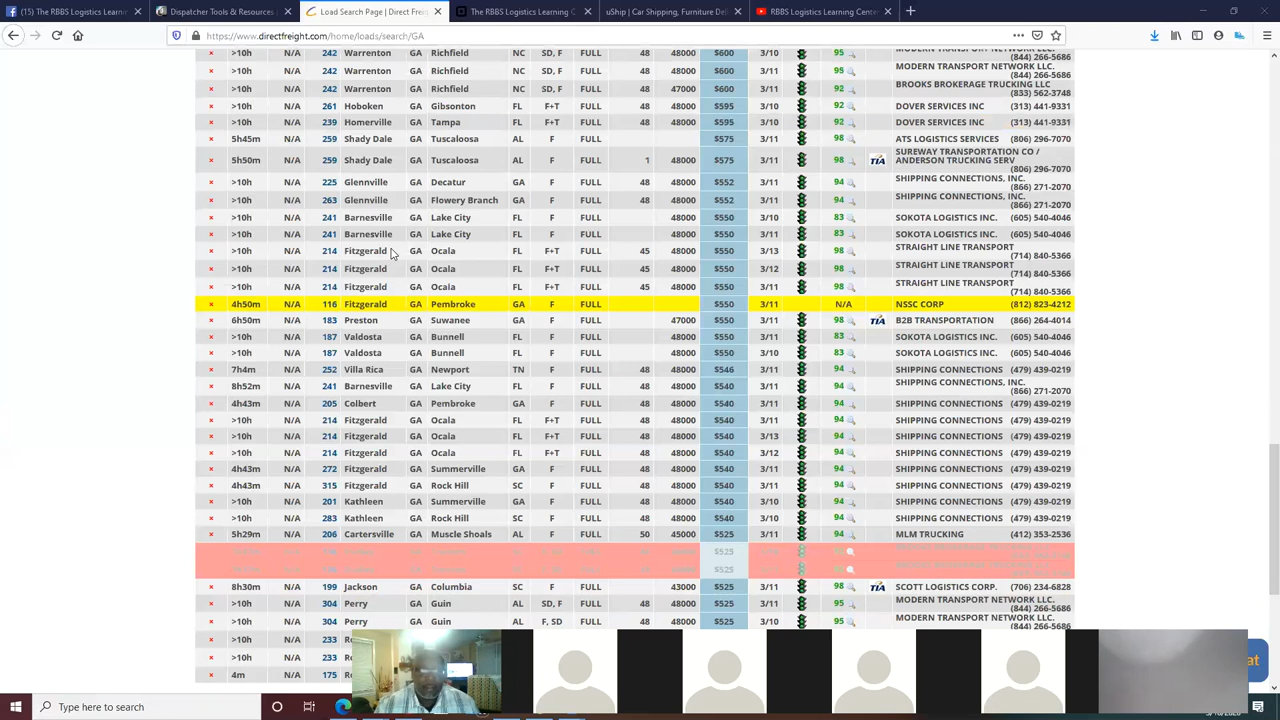 (13) The RBBS Logistics Learnin
Dispatcher Tools & Resources |
Load Search Page | Direct Freigh
The RBBS Logistics Learning C
uShip | Car Shipping, Furniture Del
RBBS Logistics Learning Center
https://www.directfreight.com/home/loads/search/GA
>10h N/A 242 Warrenton GA Richfield NC SD, F FULL 48 48000 $600 3/10 95 MODERN TRANSPORT NETWORK LLC. (844) 266-5686
>10h N/A 242 Warrenton GA Richfield NC SD, F FULL 48 48000 $600 3/11 95 MODERN TRANSPORT NETWORK LLC. (844) 266-5686
>10h N/A 242 Warrenton GA Richfield NC SD, F FULL 48 47000 $600 3/11 92 BROOKS BROKERAGE TRUCKING LLC (833) 562-3748
>10h N/A 261 Hoboken GA Gibsonton FL F+T FULL 48 48000 $595 3/10 92 DOVER SERVICES INC (313) 441-9331
>10h N/A 239 Homerville GA Tampa FL F+T FULL 48 48000 $595 3/10 92 DOVER SERVICES INC (313) 441-9331
5h45m N/A 259 Shady Dale GA Tuscaloosa AL F FULL 48000 $575 3/11 98 ATS LOGISTICS SERVICES (806) 296-7070
5h50m N/A 259 Shady Dale GA Tuscaloosa AL F FULL 1 48000 $575 3/11 98 TIA SUREWAY TRANSPORTATION CO / ANDERSON TRUCKING SERV (806) 296-7070
>10h N/A 225 Glennville GA Decatur GA F FULL 48 48000 $552 3/11 94 SHIPPING CONNECTIONS, INC. (866) 271-2070
>10h N/A 263 Glennville GA Flowery Branch GA F FULL 48 48000 $552 3/11 94 SHIPPING CONNECTIONS, INC. (866) 271-2070
>10h N/A 241 Barnesville GA Lake City FL F FULL 48000 $550 3/10 83 SOKOTA LOGISTICS INC. (605) 540-4046
>10h N/A 241 Barnesville GA Lake City FL F FULL 48000 $550 3/11 83 SOKOTA LOGISTICS INC. (605) 540-4046
>10h N/A 214 Fitzgerald GA Ocala FL F+T FULL 45 48000 $550 3/13 98 STRAIGHT LINE TRANSPORT (714) 840-5366
>10h N/A 214 Fitzgerald GA Ocala FL F+T FULL 45 48000 $550 3/12 98 STRAIGHT LINE TRANSPORT (714) 840-5366
>10h N/A 214 Fitzgerald GA Ocala FL F+T FULL 45 48000 $550 3/11 98 STRAIGHT LINE TRANSPORT (714) 840-5366
4h50m N/A 116 Fitzgerald GA Pembroke GA F FULL $550 3/11 N/A NSSC CORP (812) 823-4212
6h50m N/A 183 Preston GA Suwanee GA F FULL 47000 $550 3/11 98 TIA B2B TRANSPORTATION (866) 264-4014
>10h N/A 187 Valdosta GA Bunnell FL F FULL 48000 $550 3/11 83 SOKOTA LOGISTICS INC. (605) 540-4046
>10h N/A 187 Valdosta GA Bunnell FL F FULL 48000 $550 3/10 83 SOKOTA LOGISTICS INC. (605) 540-4046
7h4m N/A 252 Villa Rica GA Newport TN F FULL 48 48000 $546 3/11 94 SHIPPING CONNECTIONS (479) 439-0219
8h52m N/A 241 Barnesville GA Lake City FL F FULL 48 48000 $540 3/11 94 SHIPPING CONNECTIONS, INC. (866) 271-2070
4h43m N/A 205 Colbert GA Pembroke GA F FULL 48 48000 $540 3/11 94 SHIPPING CONNECTIONS (479) 439-0219
>10h N/A 214 Fitzgerald GA Ocala FL F+T FULL 48 48000 $540 3/11 94 SHIPPING CONNECTIONS (479) 439-0219
>10h N/A 214 Fitzgerald GA Ocala FL F+T FULL 48 48000 $540 3/13 94 SHIPPING CONNECTIONS (479) 439-0219
>10h N/A 214 Fitzgerald GA Ocala FL F+T FULL 48 48000 $540 3/12 94 SHIPPING CONNECTIONS (479) 439-0219
4h43m N/A 272 Fitzgerald GA Summerville GA F FULL 48 48000 $540 3/11 94 SHIPPING CONNECTIONS (479) 439-0219
4h43m N/A 315 Fitzgerald GA Rock Hill SC F FULL 48 48000 $540 3/11 94 SHIPPING CONNECTIONS (479) 439-0219
>10h N/A 201 Kathleen GA Summerville GA F FULL 48 48000 $540 3/10 94 SHIPPING CONNECTIONS (479) 439-0219
>10h N/A 283 Kathleen GA Rock Hill SC F FULL 48 48000 $540 3/10 94 SHIPPING CONNECTIONS (479) 439-0219
5h29m N/A 206 Cartersville GA Muscle Shoals AL F FULL 50 45000 $525 3/11 94 MLM TRUCKING (412) 353-2536
$525
$525
8h30m N/A 199 Jackson GA Columbia SC F FULL 43000 $525 3/11 98 TIA SCOTT LOGISTICS CORP. (706) 234-6828
>10h N/A 304 Perry GA Guin AL SD, F FULL 48 48000 $525 3/11 95 MODERN TRANSPORT NETWORK LLC. (844) 266-5686
>10h N/A 304 Perry GA Guin AL F, SD FULL 48 48000 $525 3/11 95 MODERN TRANSPORT NETWORK LLC. (844) 266-5686
>10h N/A 233
>10h N/A 233
4m N/A 175
Type here to search